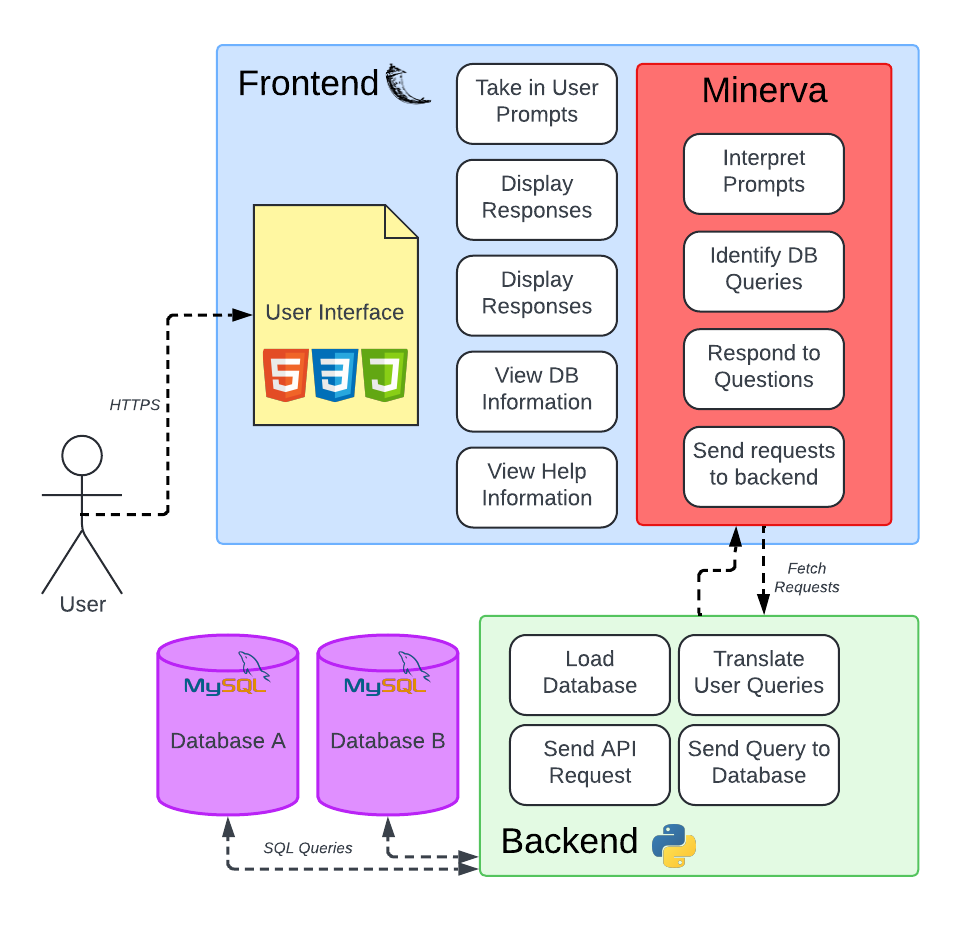 Frontend
Take in User
Prompts
Display
Responses
Display
Responses
View DB
Information
View Help
Information
Minerva
Interpret
Prompts
Identify DB
Queries
Respond to
Questions
Send requests
to backend
User Interface
HTTPS
User
Fetch
Requests
Load
Database
Translate
User Queries
Send API
Request
Send Query to
Database
Backend
MySQL
Database A
MySQL
Database B
SQL Queries